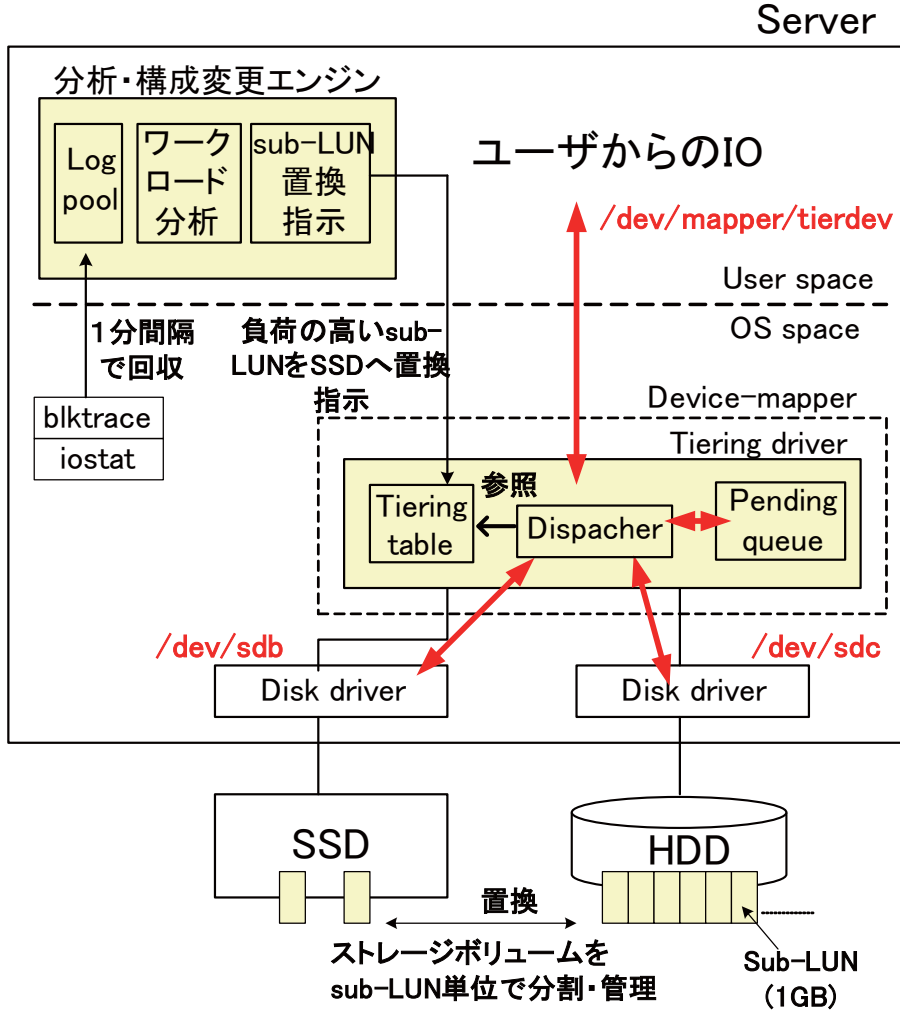 Server
分析・構成変更エンジン
Log
pool
ワーク
ロード
分析
sub-LUN
置換
指示
ユーザからのIO
/dev/mapper/tierdev
User space
OS space
１分間隔
で回収
負荷の高いsub-
LUNをSSDへ置換
指示
blktrace
iostat
Device-mapper
Tiering driver
Tiering
table
参照
Dispacher
Pending
queue
/dev/sdb
/dev/sdc
Disk driver
Disk driver
SSD
HDD
置換
ストレージボリュームを
sub-LUN単位で分割・管理
Sub-LUN
(1GB)